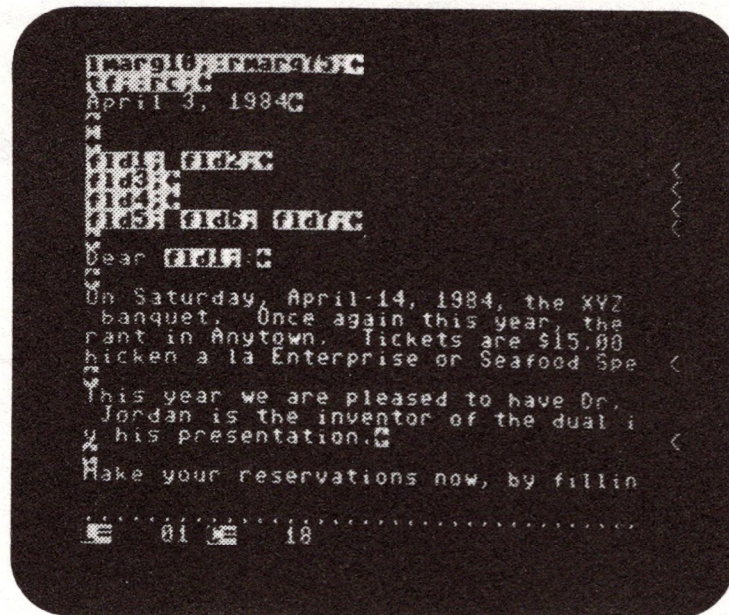 lmarg10;:rmarg75;
tf;:rc;
April 3, 1984
fld1; fld2;
fld3;
fld4;
fld5; fld6; fld7;
Dear fld1;:
On Saturday, April 14, 1984, the XYZ
banquet. Once again this year, the
rant in Anytown. Tickets are $15.00
hicken a la Enterprise or Seafood Spe
This year we are pleased to have Dr.
Jordan is the inventor of the dual i
y his presentation.
Make your reservations now, by fillin
01 18